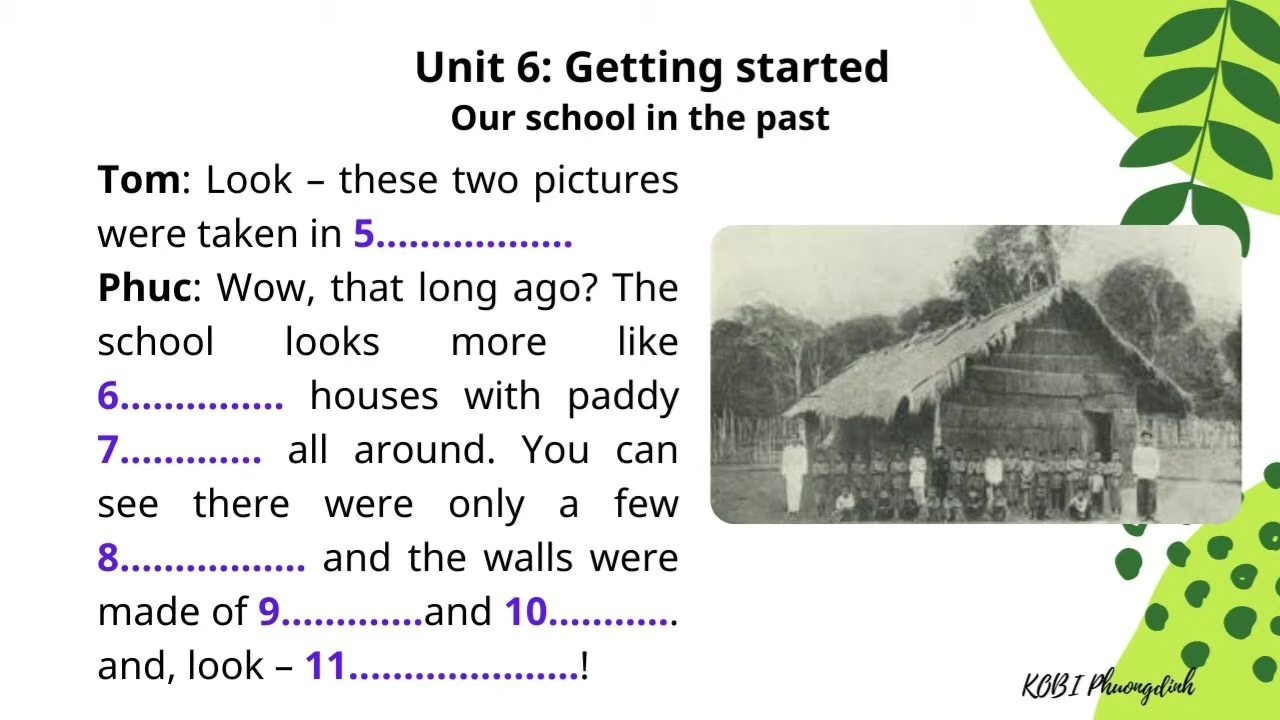 Unit 6: Getting started
Our school in the past
Tom: Look – these two pictures
were taken in 5..................
Phuc: Wow, that long ago? The
school looks more like
6............... houses with paddy
7............. all around. You can
see there were only a few
8................. and the walls were
made of 9.............and 10............
and, look – 11.....................!
KOBI Phuongdinh